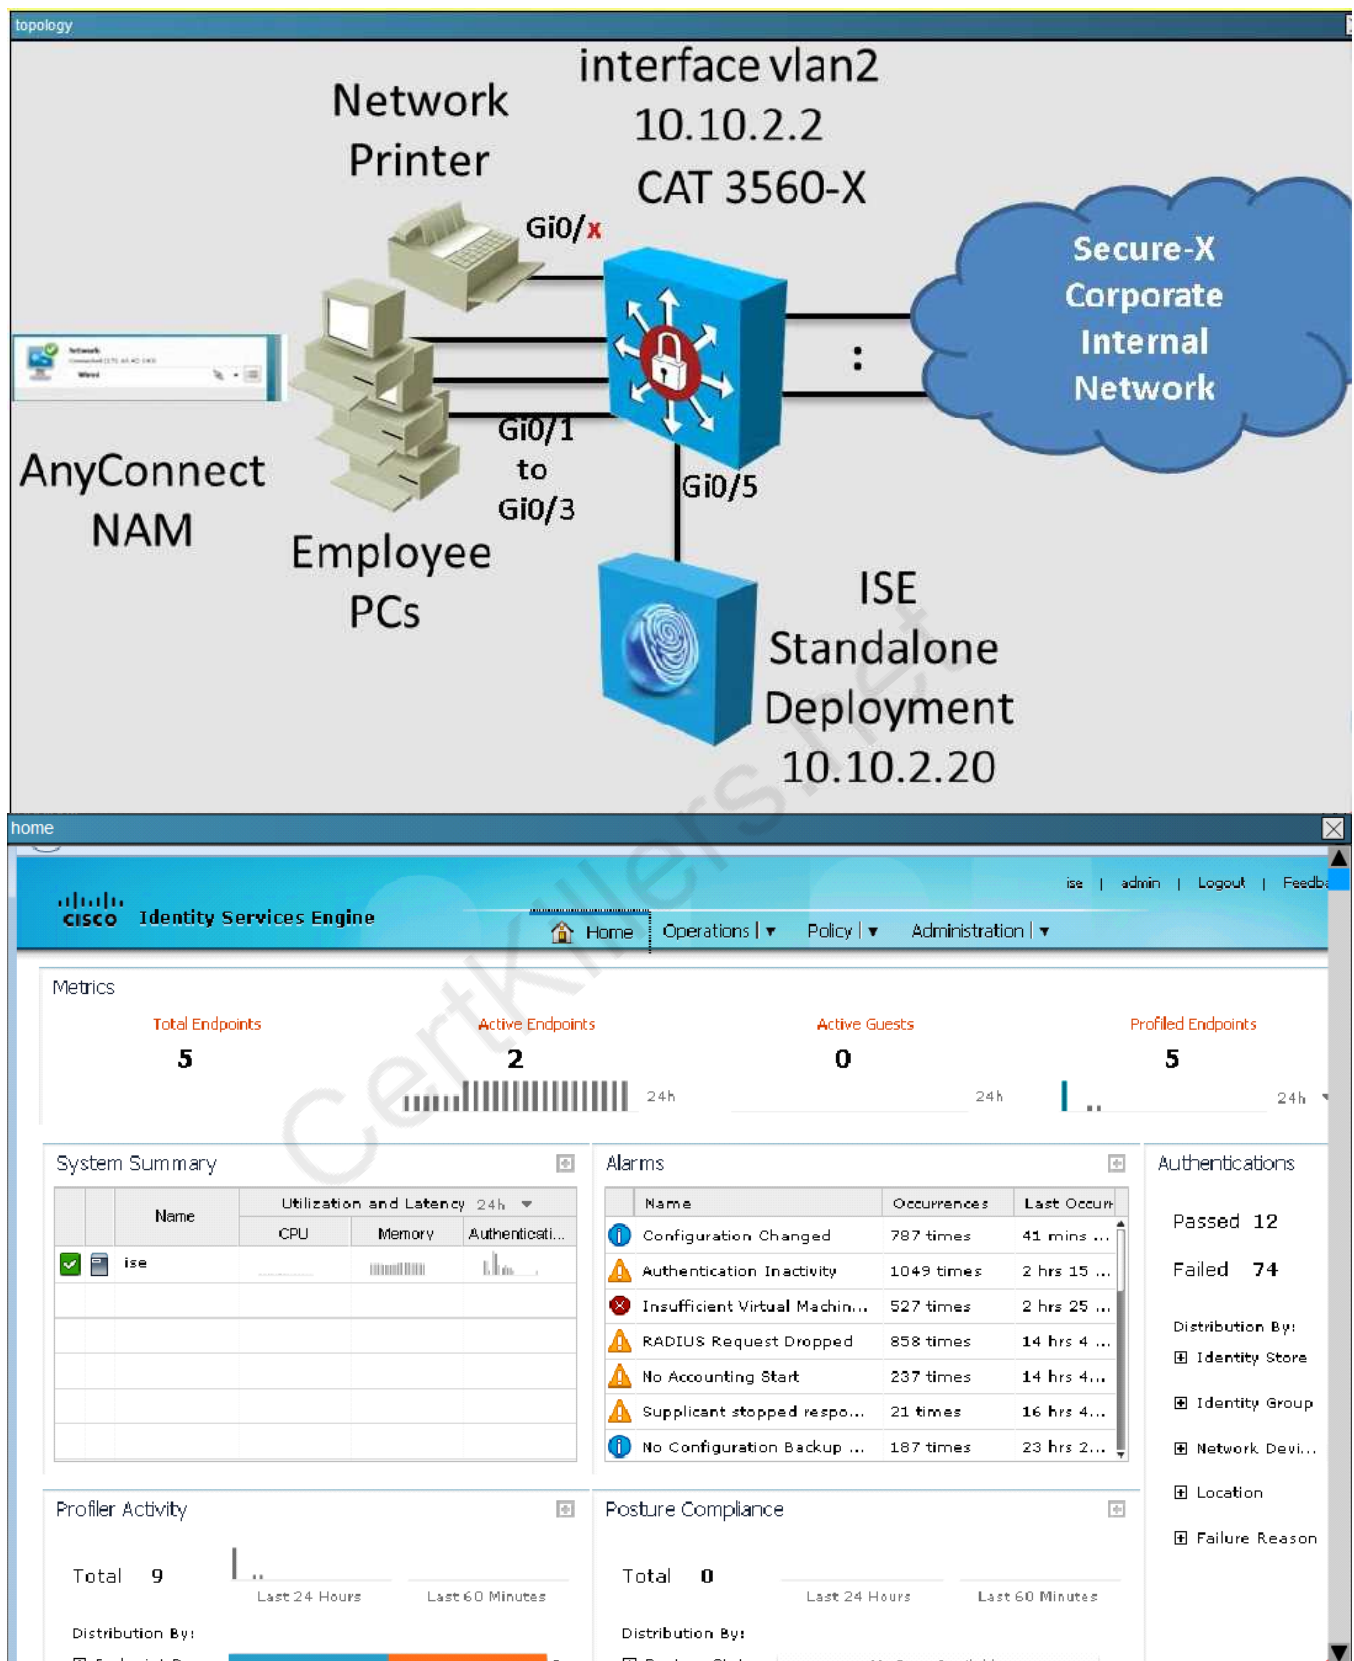 topology
interface vlan2
10.10.2.2
CAT 3560-X
Network
Printer
Gi0/x
Secure-X
Corporate
Internal
Network
Network
Wired
Gi0/1
to
Gi0/3
Gi0/5
AnyConnect
NAM
Employee
PCs
ISE
Standalone
Deployment
10.10.2.20
CertKillers.net
home
ise | admin | Logout | Feedba
CISCO Identity Services Engine
Home Operations | Policy | Administration |
Metrics
Total Endpoints Active Endpoints Active Guests Profiled Endpoints
5 2 0 5
24h 24h 24h
System Summary
Name Utilization and Latency 24h
CPU Memory Authenticati...
ise
Alarms
Name Occurrences Last Occurr
Configuration Changed 787 times 41 mins ...
Authentication Inactivity 1049 times 2 hrs 15 ...
Insufficient Virtual Machin... 527 times 2 hrs 25 ...
RADIUS Request Dropped 858 times 14 hrs 4 ...
No Accounting Start 237 times 14 hrs 4...
Supplicant stopped respo... 21 times 16 hrs 4...
No Configuration Backup ... 187 times 23 hrs 2...
Authentications
Passed 12
Failed 74
Distribution By:
Identity Store
Identity Group
Network Devi...
Location
Failure Reason
Profiler Activity
Total 9
Last 24 Hours Last 60 Minutes
Distribution By:
Posture Compliance
Total 0
Last 24 Hours Last 60 Minutes
Distribution By: